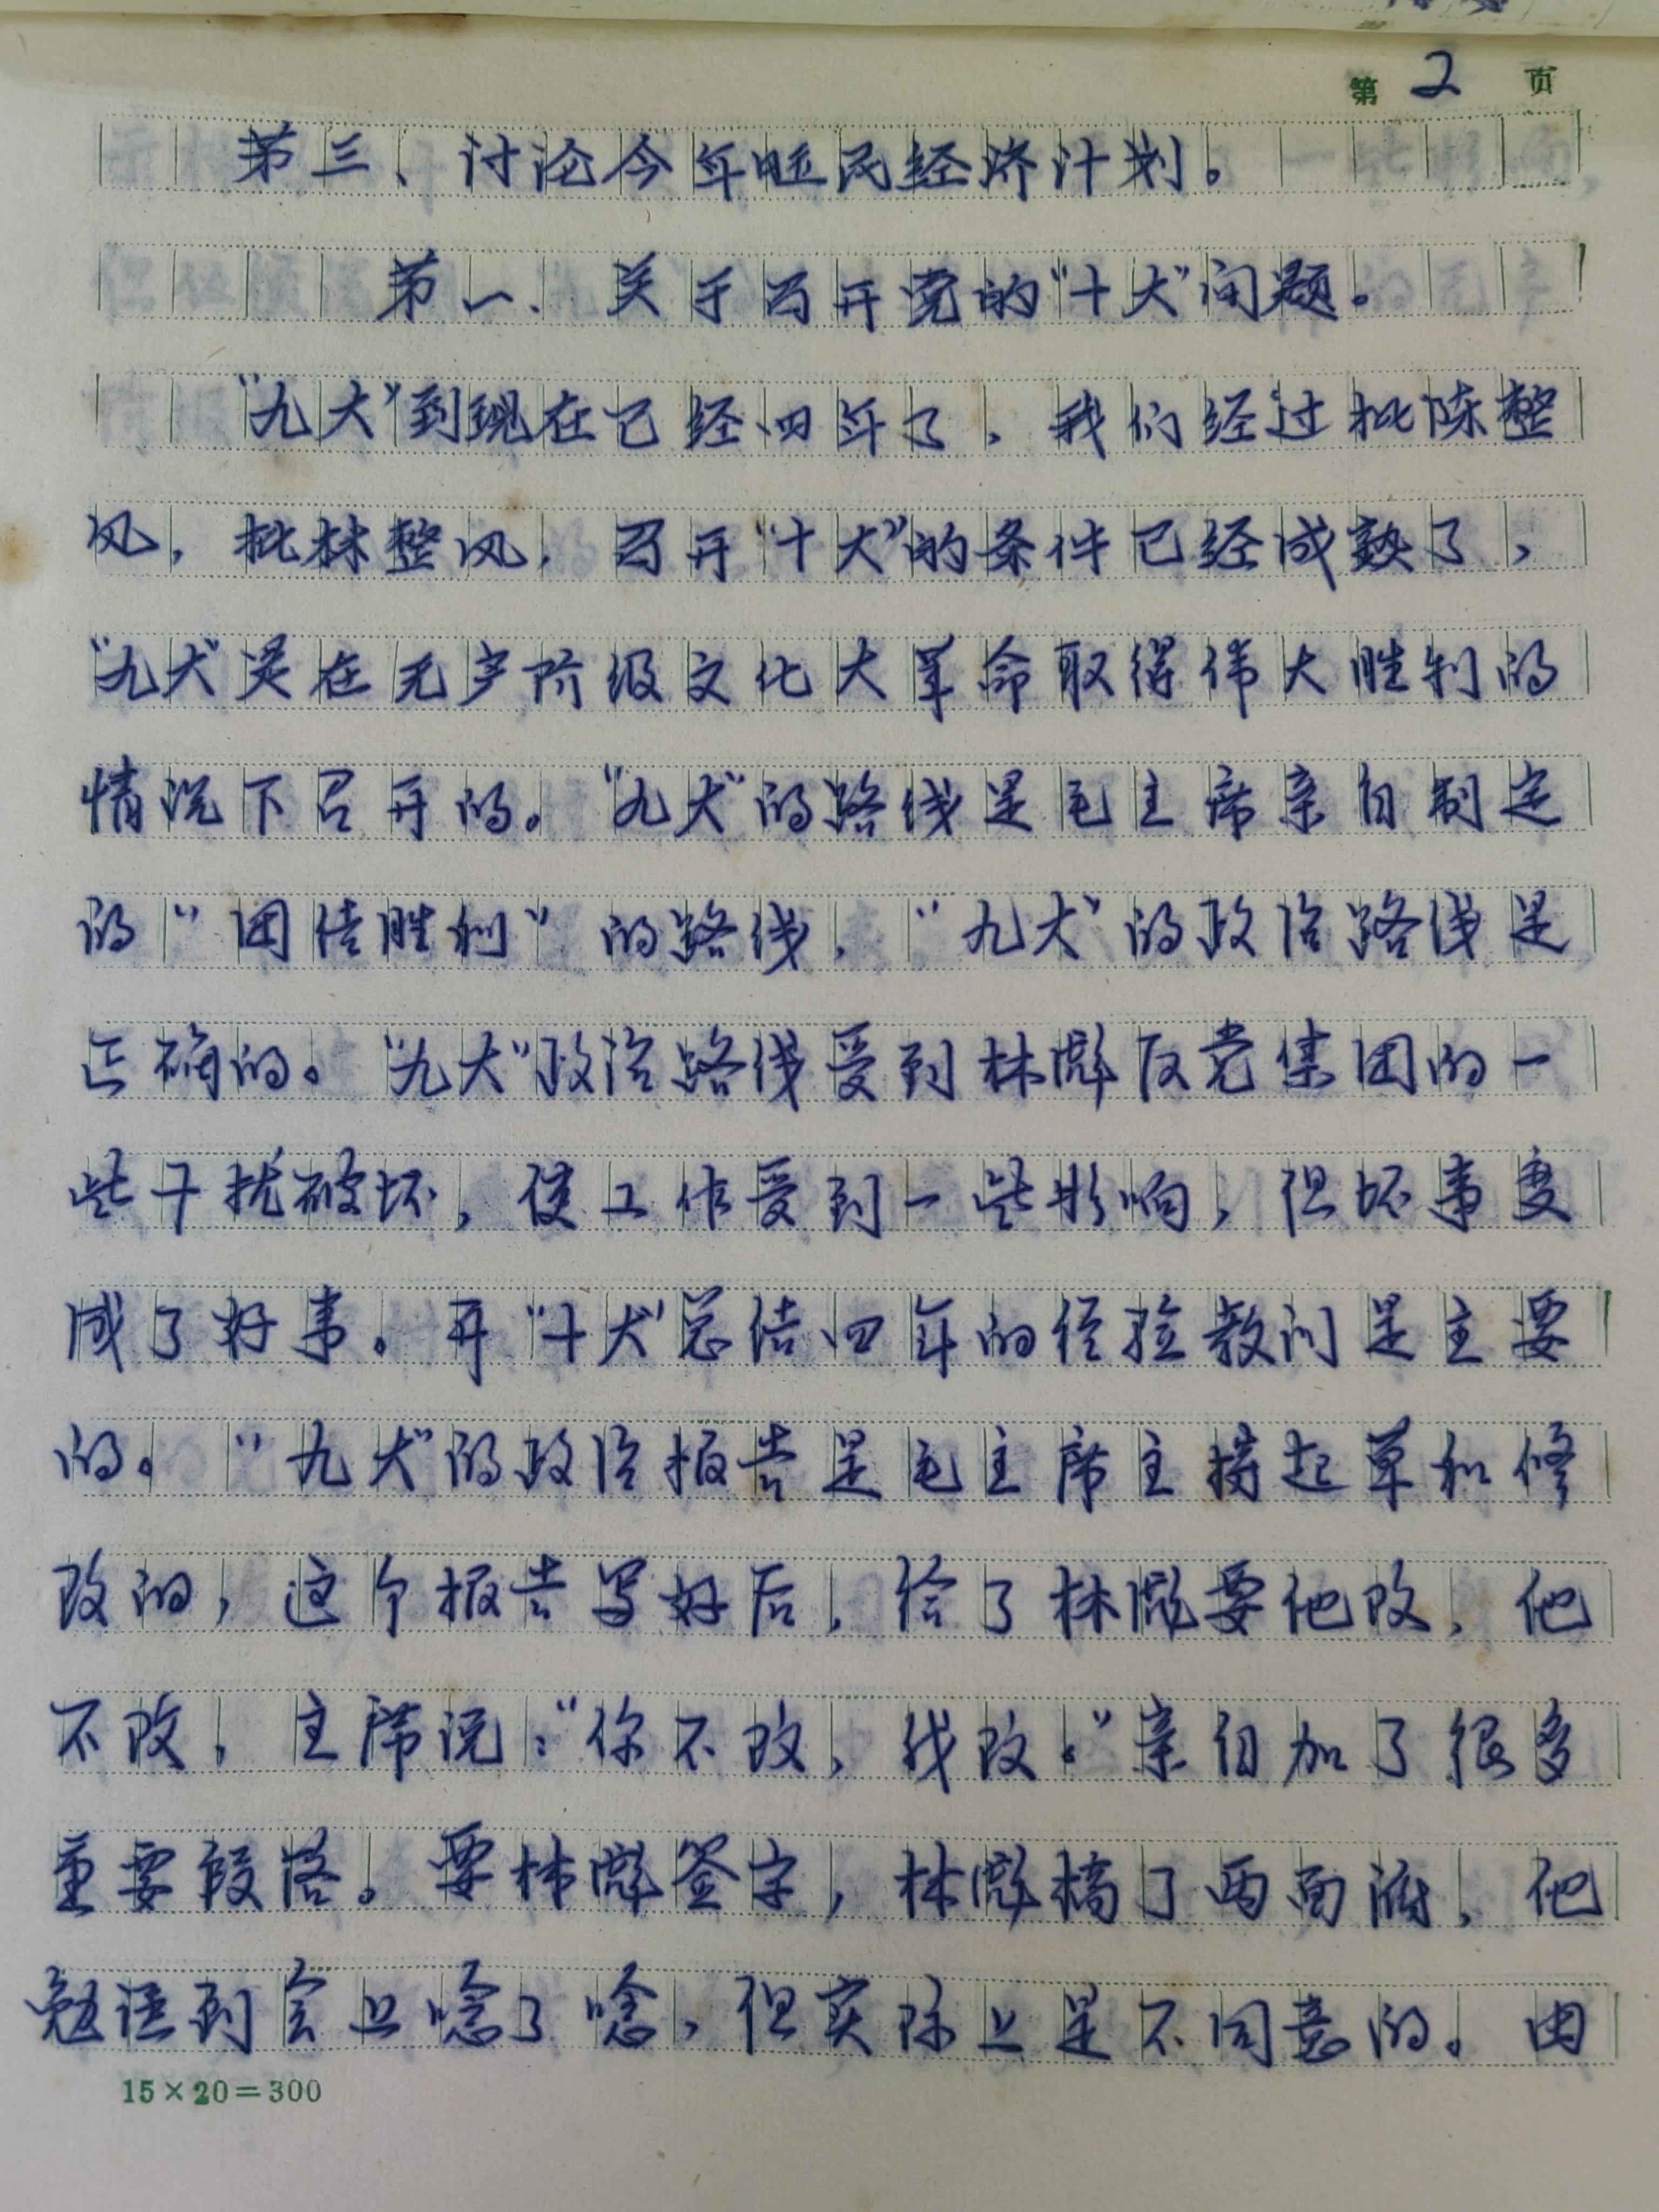 第2页
第三、讨论今年国民经济计划。
第一、关于召开党的“十大”问题。
“九大”到现在已经四年了,我们经过批陈整
风,批林整风,召开“十大”的条件已经成熟了,
“九大”是在无产阶级文化大革命取得伟大胜利的
情况下召开的。“九大”的路线是毛主席亲自制定
的“团结胜利”的路线,“九大”的政治路线是
正确的。“九大”政治路线受到林彪反党集团的一
些干扰破坏,使工作受到一些影响,但坏事变
成了好事。开“十大”总结四年的经验教训是主要
的。“九大”的政治报告是毛主席主持起草和修
改的,这个报告写好后,给了林彪要他改,他
不改,主席说:“你不改,我改。”亲自加了很多
重要段落。要林彪签字,林彪搞了两面派,他
勉强到会上唸了唸,但实际上是不同意的。由
15×20=300